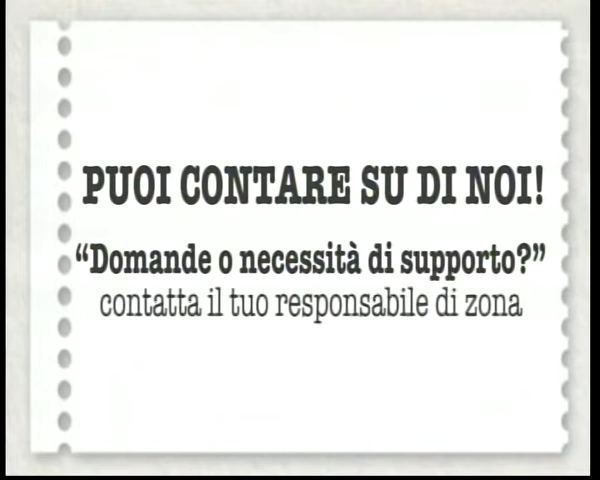 PUOI CONTARE SU DI NOI!
“Domande o necessità di supporto?”
contatta il tuo responsabile di zona